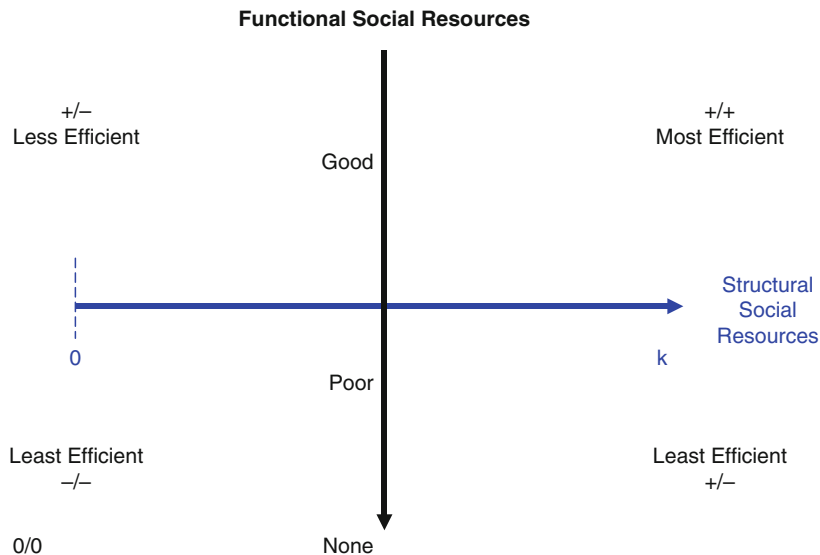 Functional Social Resources
+/–
Less Efficient
+/+
Most Efficient
Good
Structural
Social
Resources
0
k
Poor
Least Efficient
–/–
Least Efficient
+/–
0/0
None